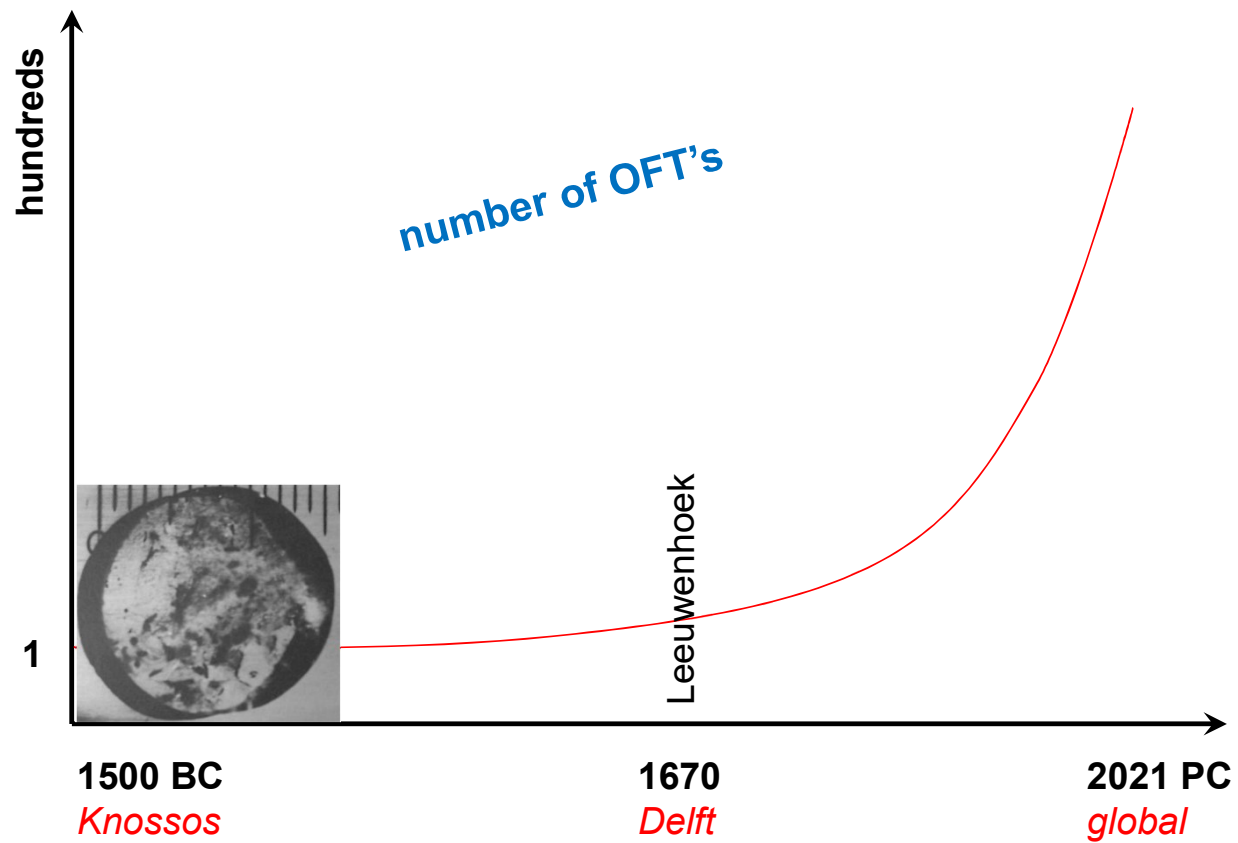 hundreds
number of OFT's
Leeuwenhoek
1
1500 BC
Knossos
1670
Delft
2021 PC
global